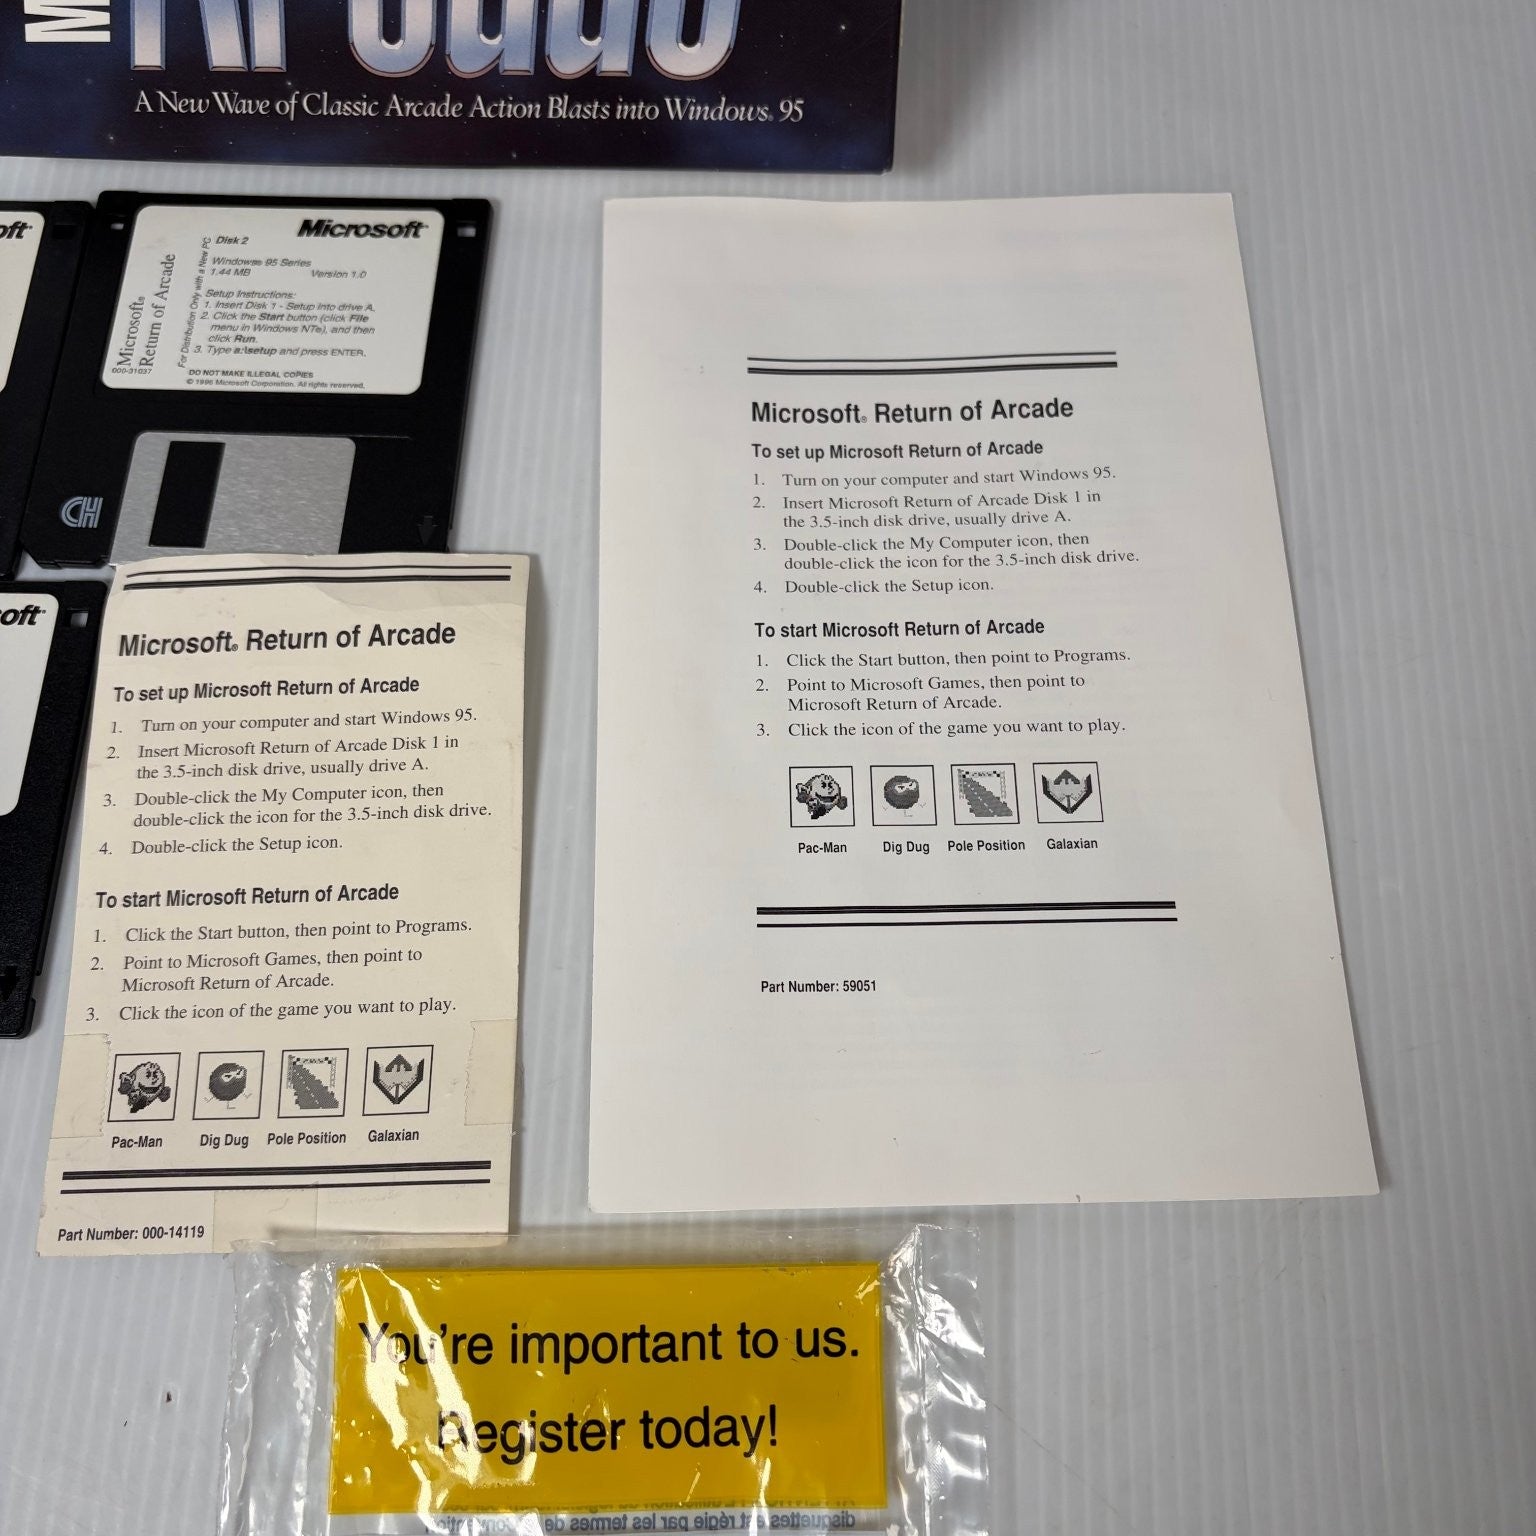 M
Arcade
A New Wave of Classic Arcade Action Blasts into Windows® 95
oft™
Microsoft™
Disk 2
Windows® 95 Series
1.44 MB Version 1.0
Setup Instructions:
1. Insert Disk 1 - Setup into drive A.
2. Click the Start button (click File
menu in Windows NT®), and then
click Run.
3. Type a:\setup and press ENTER.
DO NOT MAKE ILLEGAL COPIES
© 1996 Microsoft Corporation. All rights reserved.
Microsoft®
Return of Arcade
For Distribution Only with a New PC
000-31037
CH
oft™
Microsoft® Return of Arcade
To set up Microsoft Return of Arcade
1. Turn on your computer and start Windows 95.
2. Insert Microsoft Return of Arcade Disk 1 in
the 3.5-inch disk drive, usually drive A.
3. Double-click the My Computer icon, then
double-click the icon for the 3.5-inch disk drive.
4. Double-click the Setup icon.
To start Microsoft Return of Arcade
1. Click the Start button, then point to Programs.
2. Point to Microsoft Games, then point to
Microsoft Return of Arcade.
3. Click the icon of the game you want to play.
Pac-Man Dig Dug Pole Position Galaxian
Part Number: 000-14119
Microsoft® Return of Arcade
To set up Microsoft Return of Arcade
1. Turn on your computer and start Windows 95.
2. Insert Microsoft Return of Arcade Disk 1 in
the 3.5-inch disk drive, usually drive A.
3. Double-click the My Computer icon, then
double-click the icon for the 3.5-inch disk drive.
4. Double-click the Setup icon.
To start Microsoft Return of Arcade
1. Click the Start button, then point to Programs.
2. Point to Microsoft Games, then point to
Microsoft Return of Arcade.
3. Click the icon of the game you want to play.
Pac-Man Dig Dug Pole Position Galaxian
Part Number: 59051
You're important to us.
Register today!
disquettes est régie par les termes de